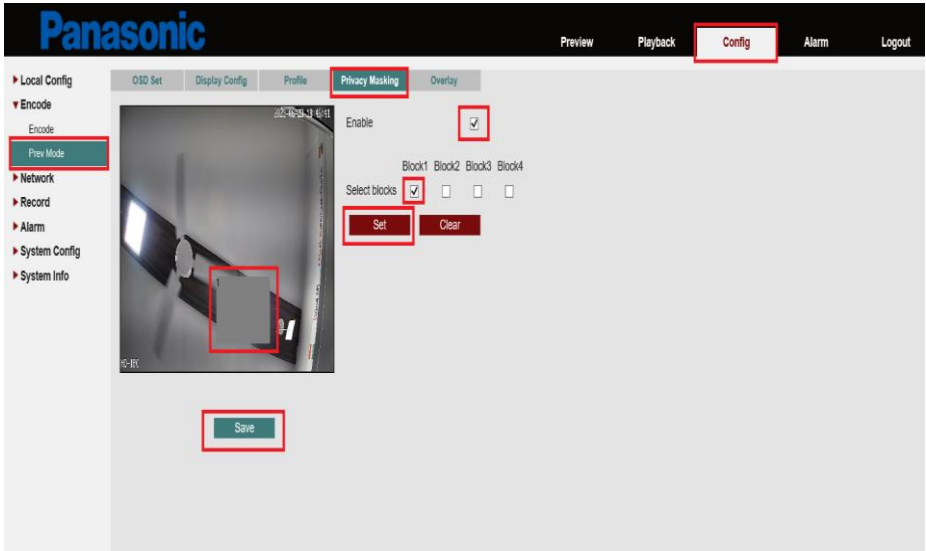 Panasonic
Preview Playback Config Alarm Logout
Local Config
Encode
Encode
Prev Mode
Network
Record
Alarm
System Config
System Info
OSD Set Display Config Profile Privacy Masking Overlay
Enable
Block1 Block2 Block3 Block4
Select blocks
Set Clear
1
HD-IPC
Save